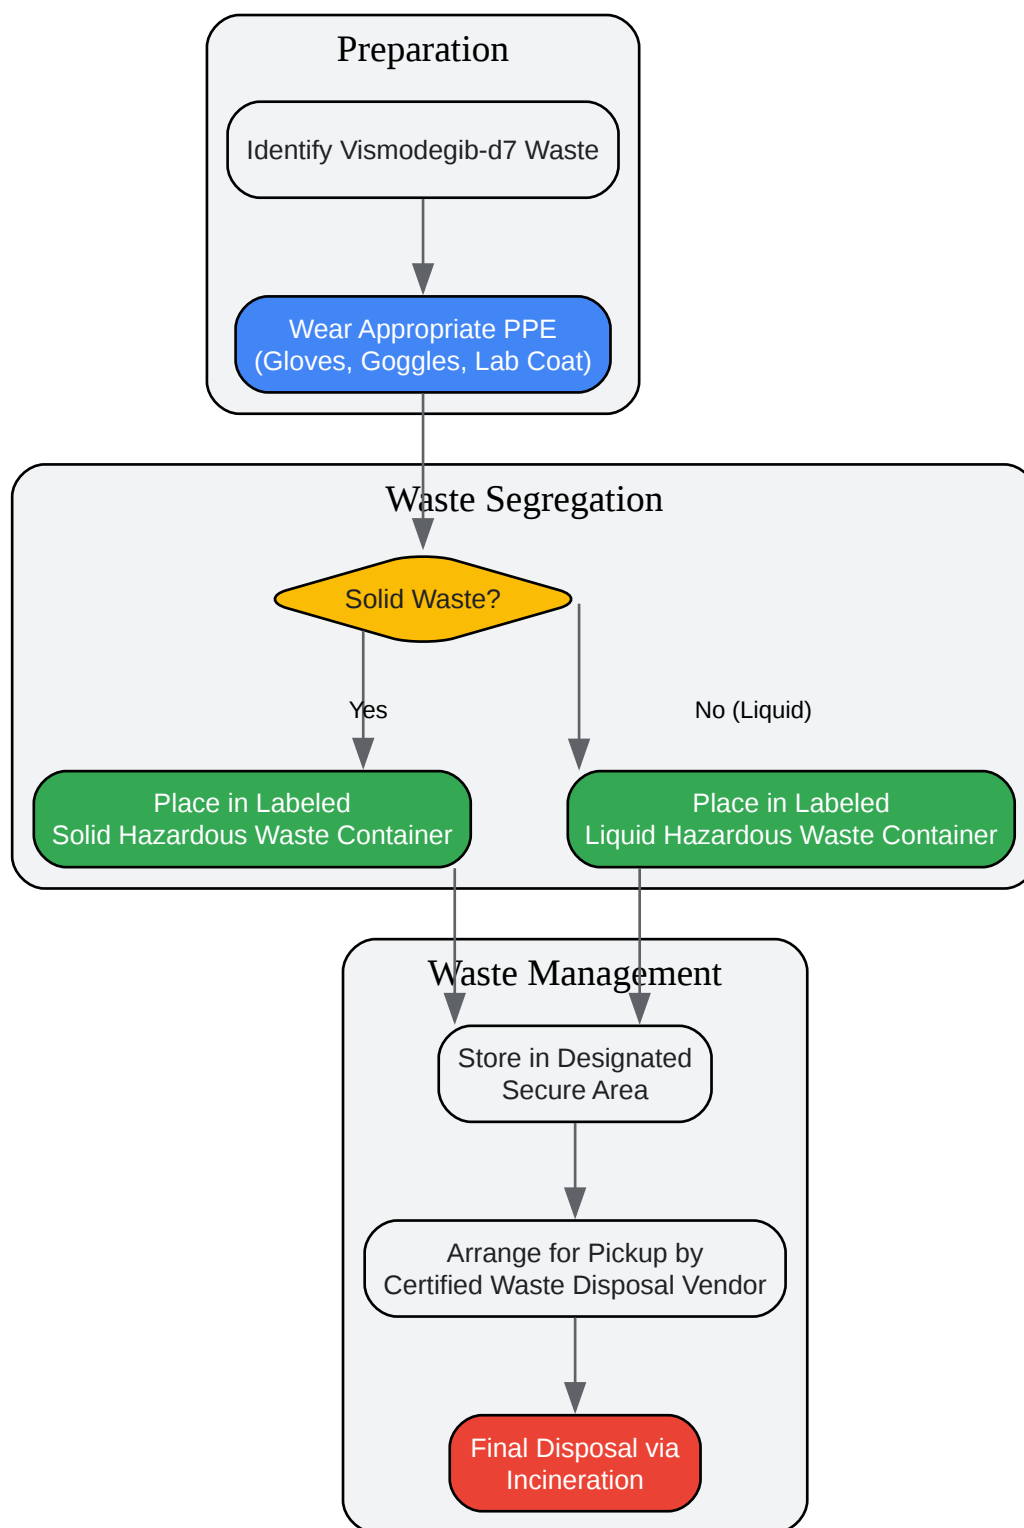 Preparation
Identify Vismodegib-d7 Waste
Wear Appropriate PPE
(Gloves, Goggles, Lab Coat)
Waste Segregation
Solid Waste?
Yes
No (Liquid)
Place in Labeled
Solid Hazardous Waste Container
Place in Labeled
Liquid Hazardous Waste Container
Waste Management
Store in Designated
Secure Area
Arrange for Pickup by
Certified Waste Disposal Vendor
Final Disposal via
Incineration